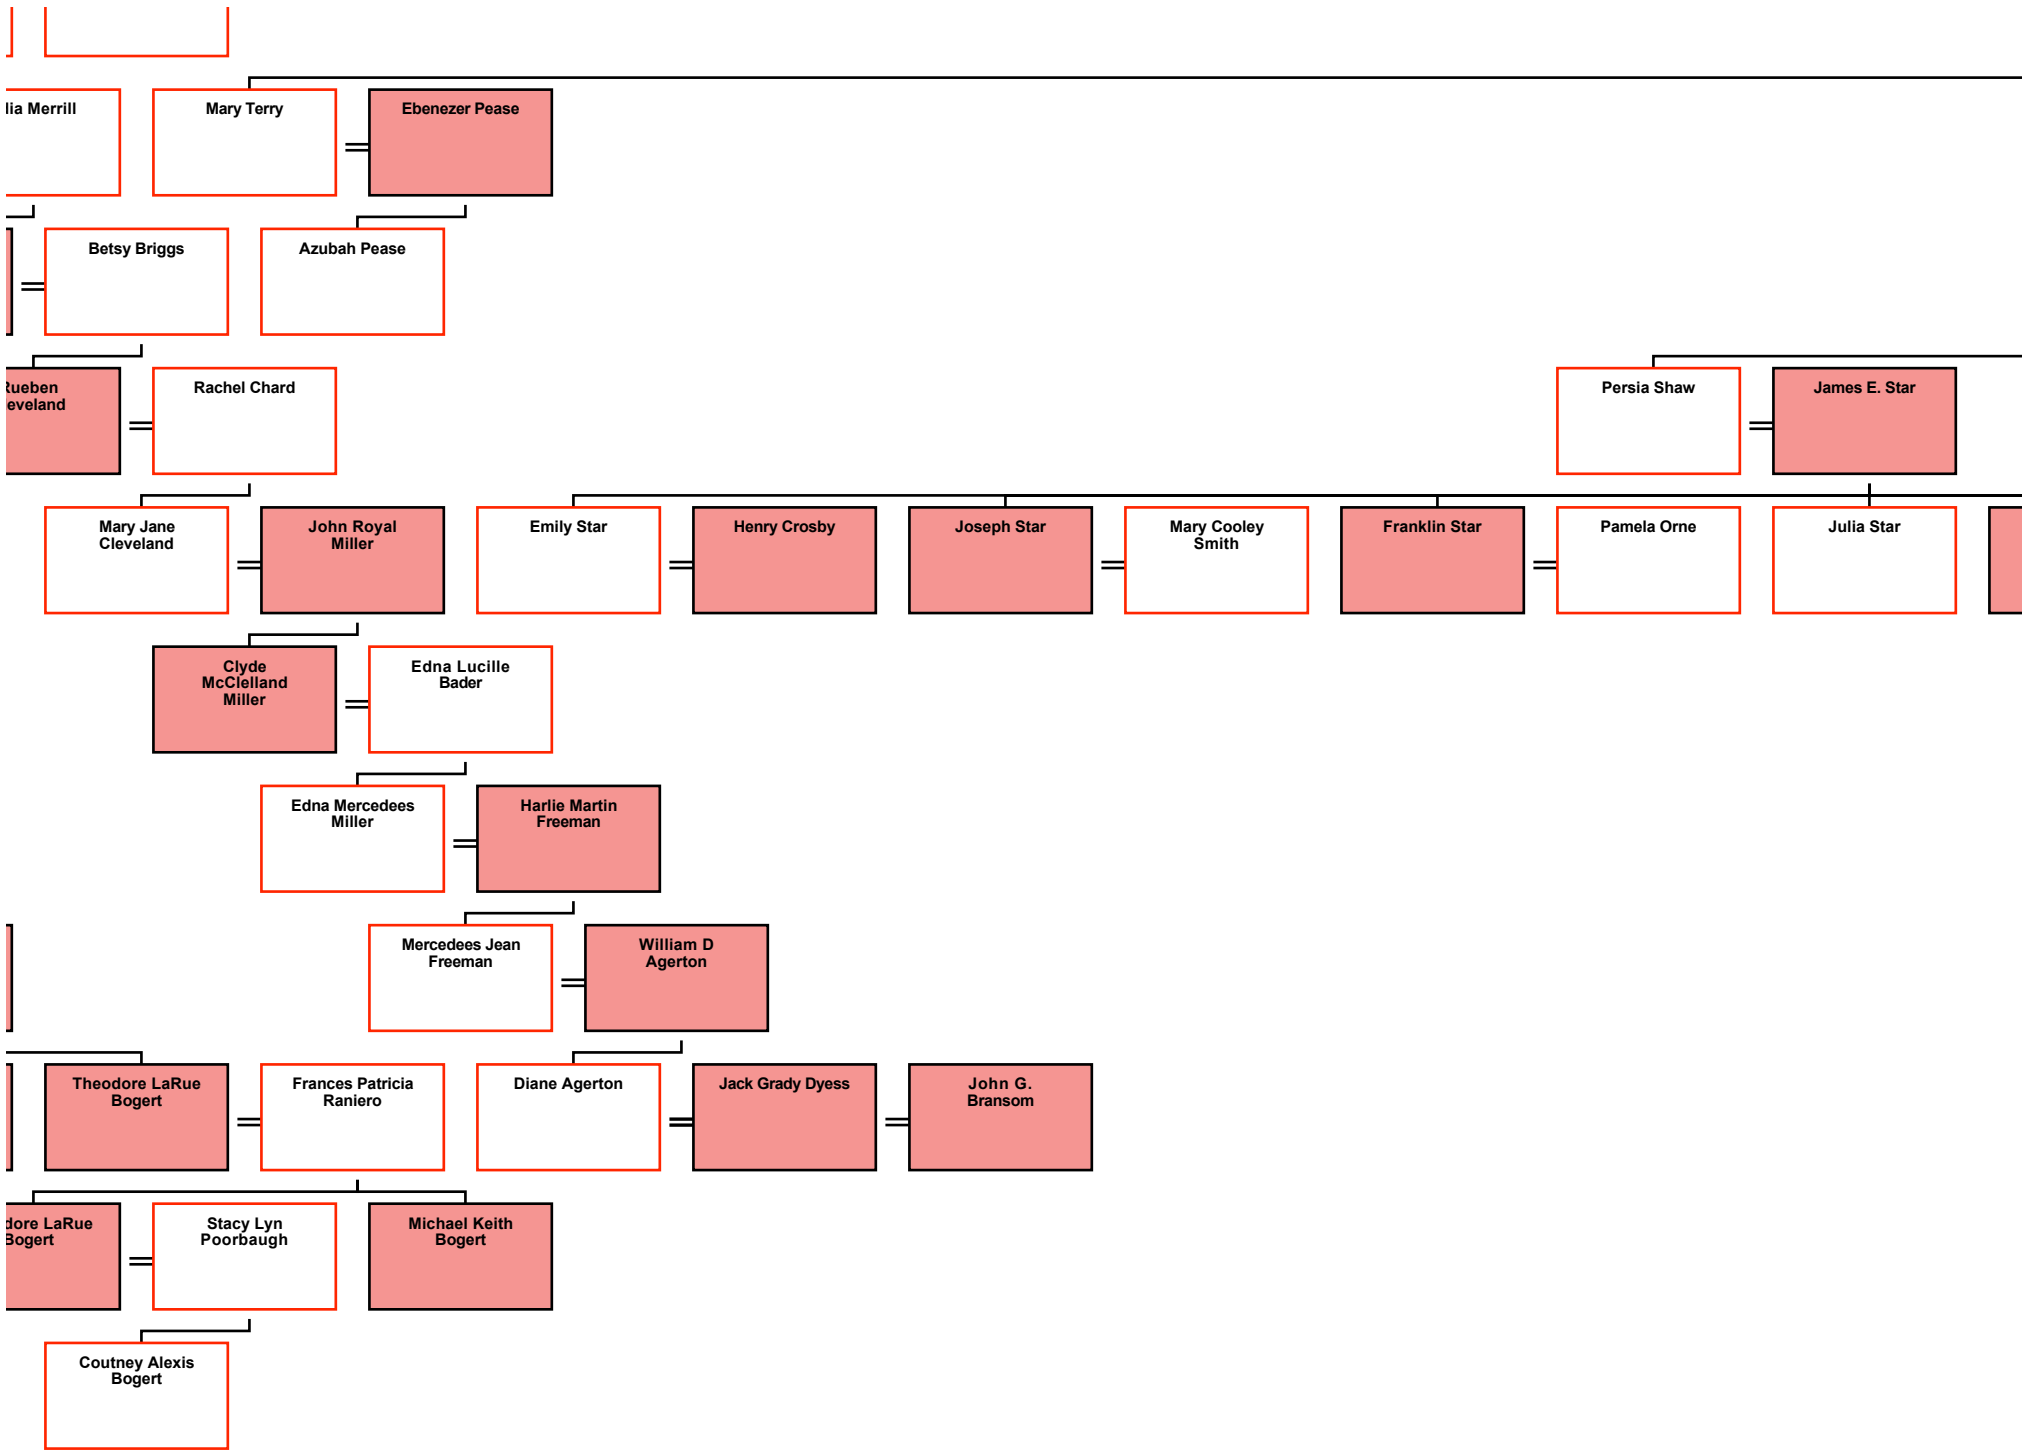 Merrill
Mary Terry
Ebenezer Pease
Betsy Briggs
Azubah Pease
Rachel Chard
Persia Shaw
James E. Star
Mary Jane
Cleveland
John Royal
Miller
Emily Star
Henry Crosby
Joseph Star
Mary Cooley
Smith
Franklin Star
Pamela Orne
Julia Star
Clyde
McClelland
Miller
Edna Lucille
Bader
Edna Mercedees
Miller
Harlie Martin
Freeman
Mercedees Jean
Freeman
William D
Agerton
Theodore LaRue
Bogert
Frances Patricia
Raniero
Diane Agerton
Jack Grady Dyess
John G.
Bransom
LaRue
Bogert
Stacy Lyn
Poorbaugh
Michael Keith
Bogert
Coutney Alexis
Bogert